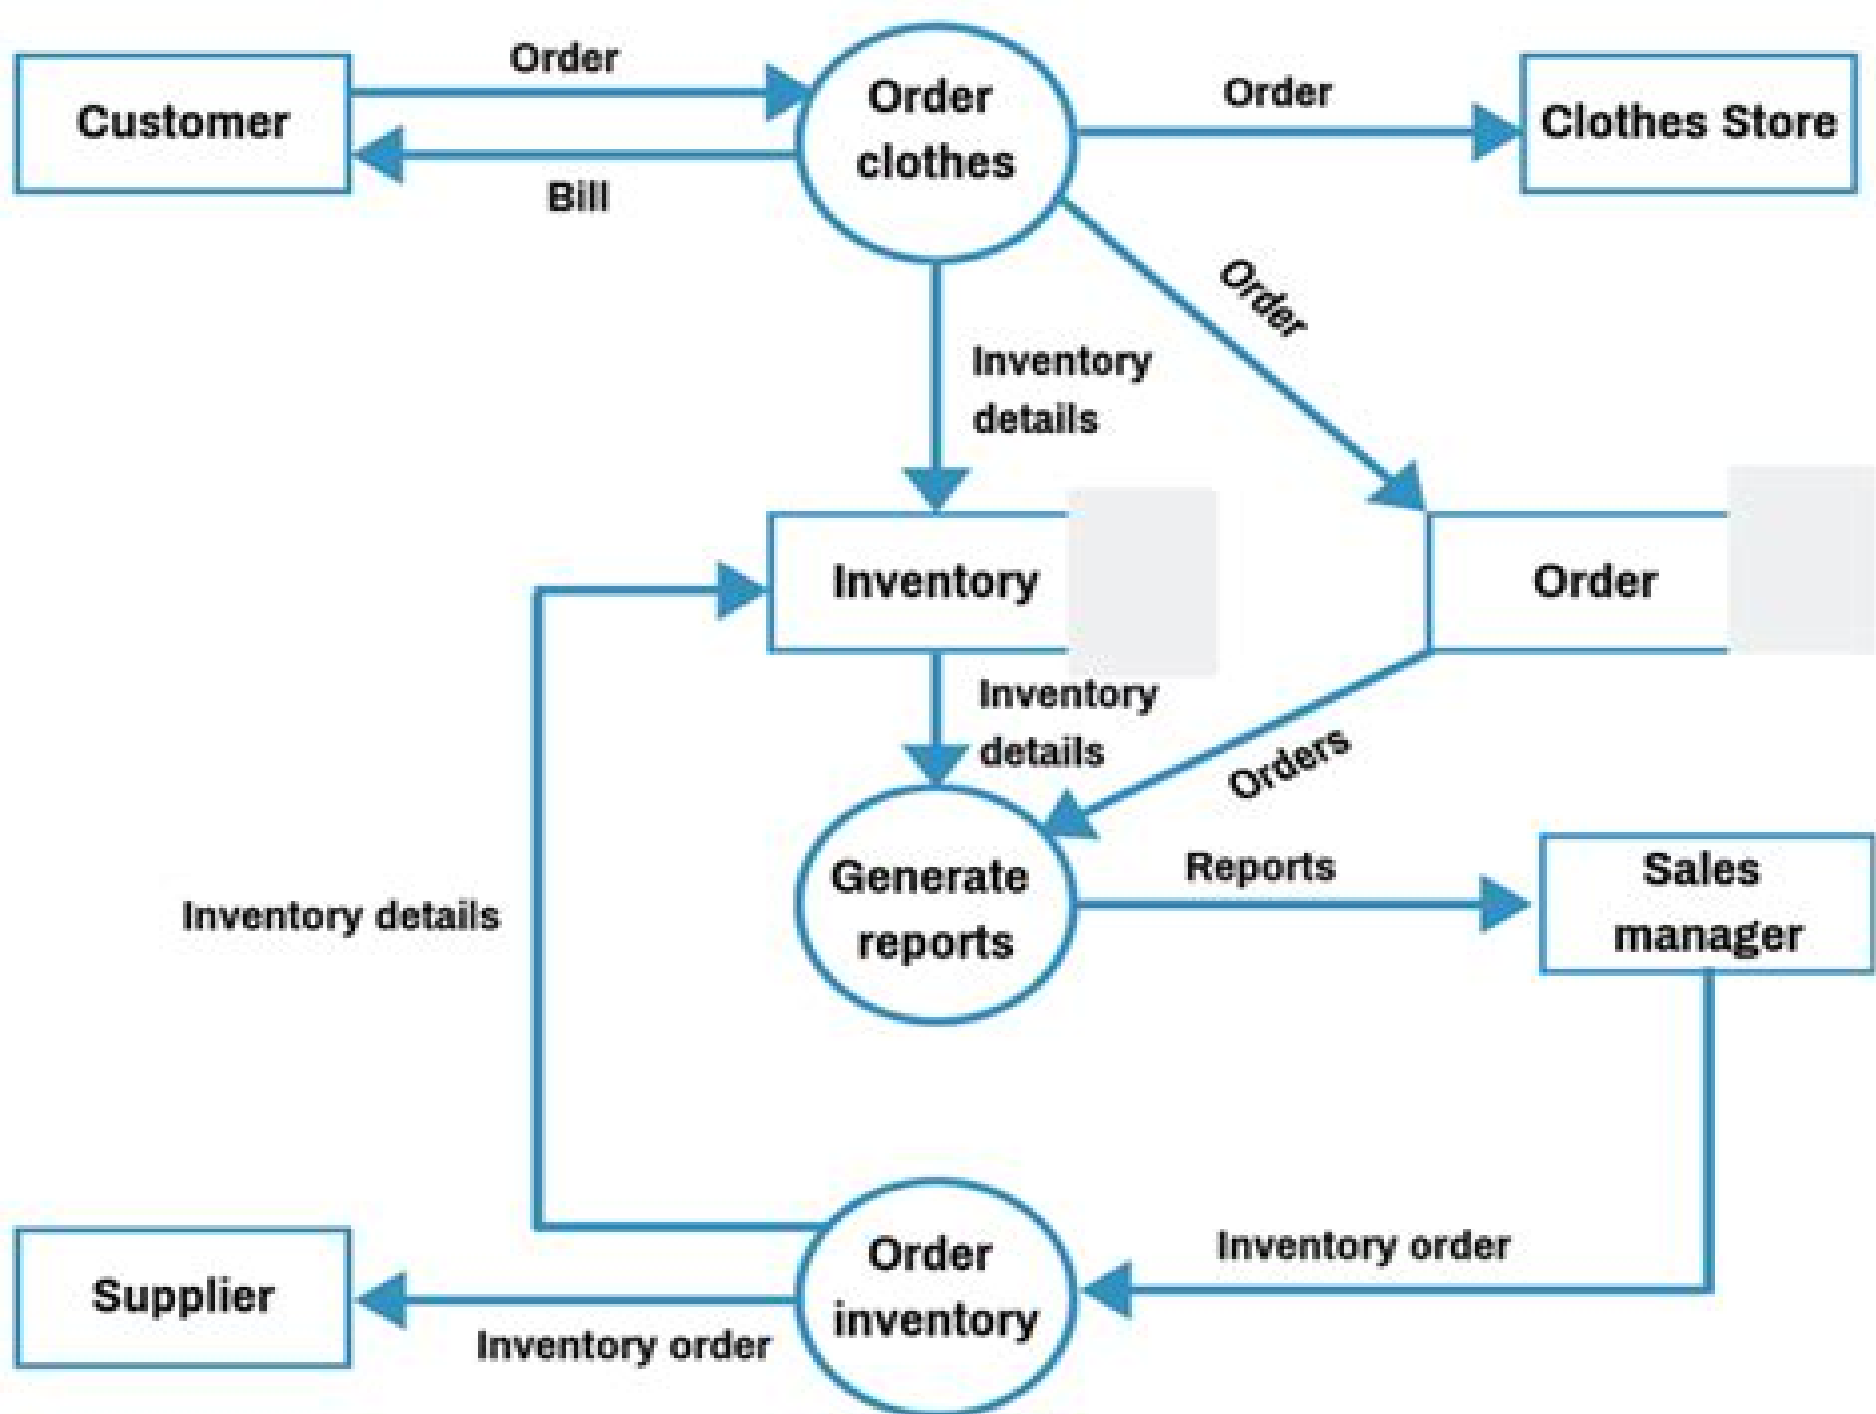 Order
Customer
Bill
Order
clothes
Order
Clothes Store
Order
Inventory
details
Inventory
Order
Inventory
details
Orders
Generate
reports
Reports
Sales
manager
Inventory details
Order
inventory
Inventory order
Supplier
Inventory order